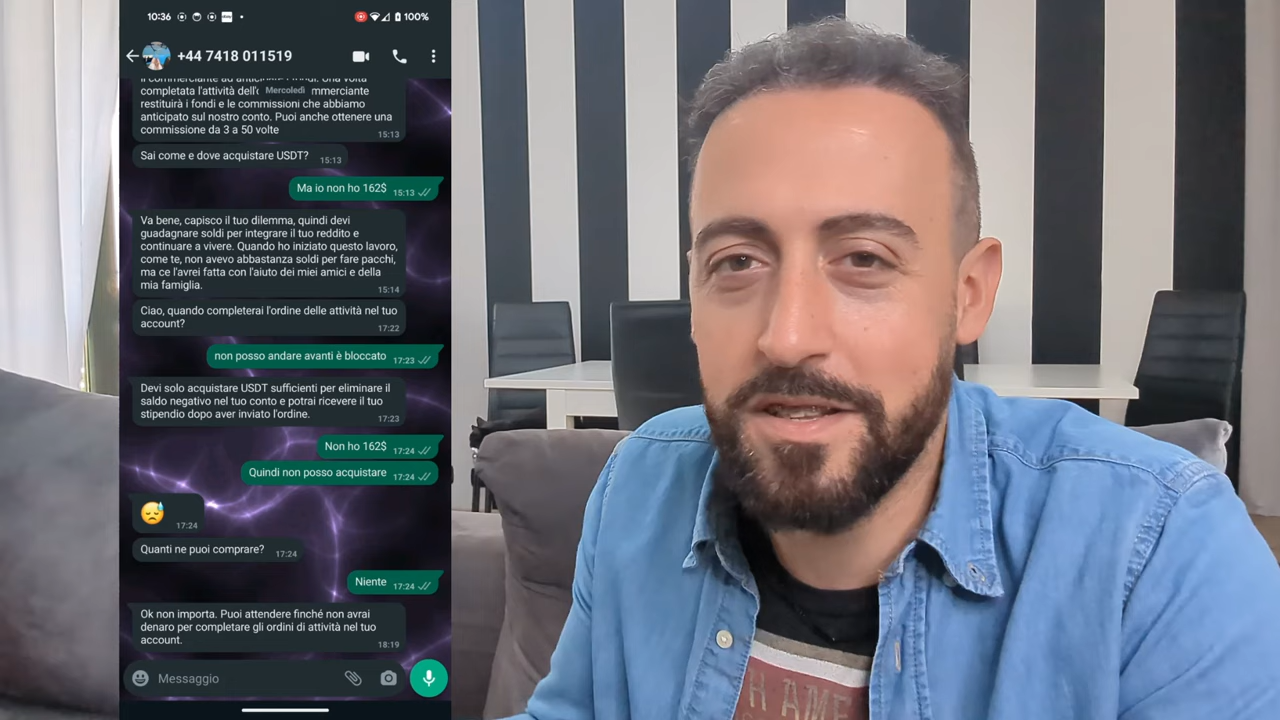 10:36
100%
+44 7418 011519
Mercoledì
completata l'attività mmerciante
restituirà i fondi e le commissioni che abbiamo
anticipato sul nostro conto. Puoi anche ottenere una
commissione da 3 a 50 volte
15:13
Sai come e dove acquistare USDT?
15:13
Ma io non ho 162$
15:13
Va bene, capisco il tuo dilemma, quindi devi
guadagnare soldi per integrare il tuo reddito e
continuare a vivere. Quando ho iniziato questo lavoro,
come te, non avevo abbastanza soldi per fare pacchi,
ma ce l'avrei fatta con l'aiuto dei miei amici e della
mia famiglia.
15:14
Ciao, quando completerai l'ordine delle attività nel tuo
account?
17:22
non posso andare avanti è bloccato
17:23
Devi solo acquistare USDT sufficienti per eliminare il
saldo negativo nel tuo conto e potrai ricevere il tuo
stipendio dopo aver inviato l'ordine.
17:23
Non ho 162$
17:24
Quindi non posso acquistare
17:24
17:24
Quanti ne puoi comprare?
17:24
Niente
17:24
Ok non importa. Puoi attendere finché non avrai
denaro per completare gli ordini di attività nel tuo
account.
18:19
Messaggio